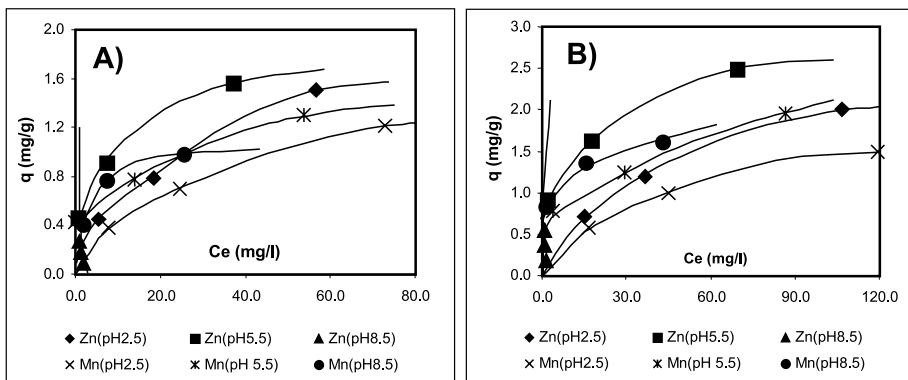 A)
q (mg/g)
2.0
1.6
1.2
0.8
0.4
0.0
Ce (mg/l)
0.0 20.0 40 60 80
Zn(pH2.5) Zn(pH5.5) Zn(pH8.5)
Mn(pH2.5) Mn(pH 5.5) Mn(pH8.5)
B)
q (mg/g)
3.0
2.5
2.0
1.5
1.0
0.5
0.0
Ce (mg/l)
0.0 30.0 60 90.0 120.0
Zn(pH2.5) Zn(pH5.5) Zn(pH8.5)
Mn(pH2.5) Mn(pH 5.5) Mn(pH8.5)